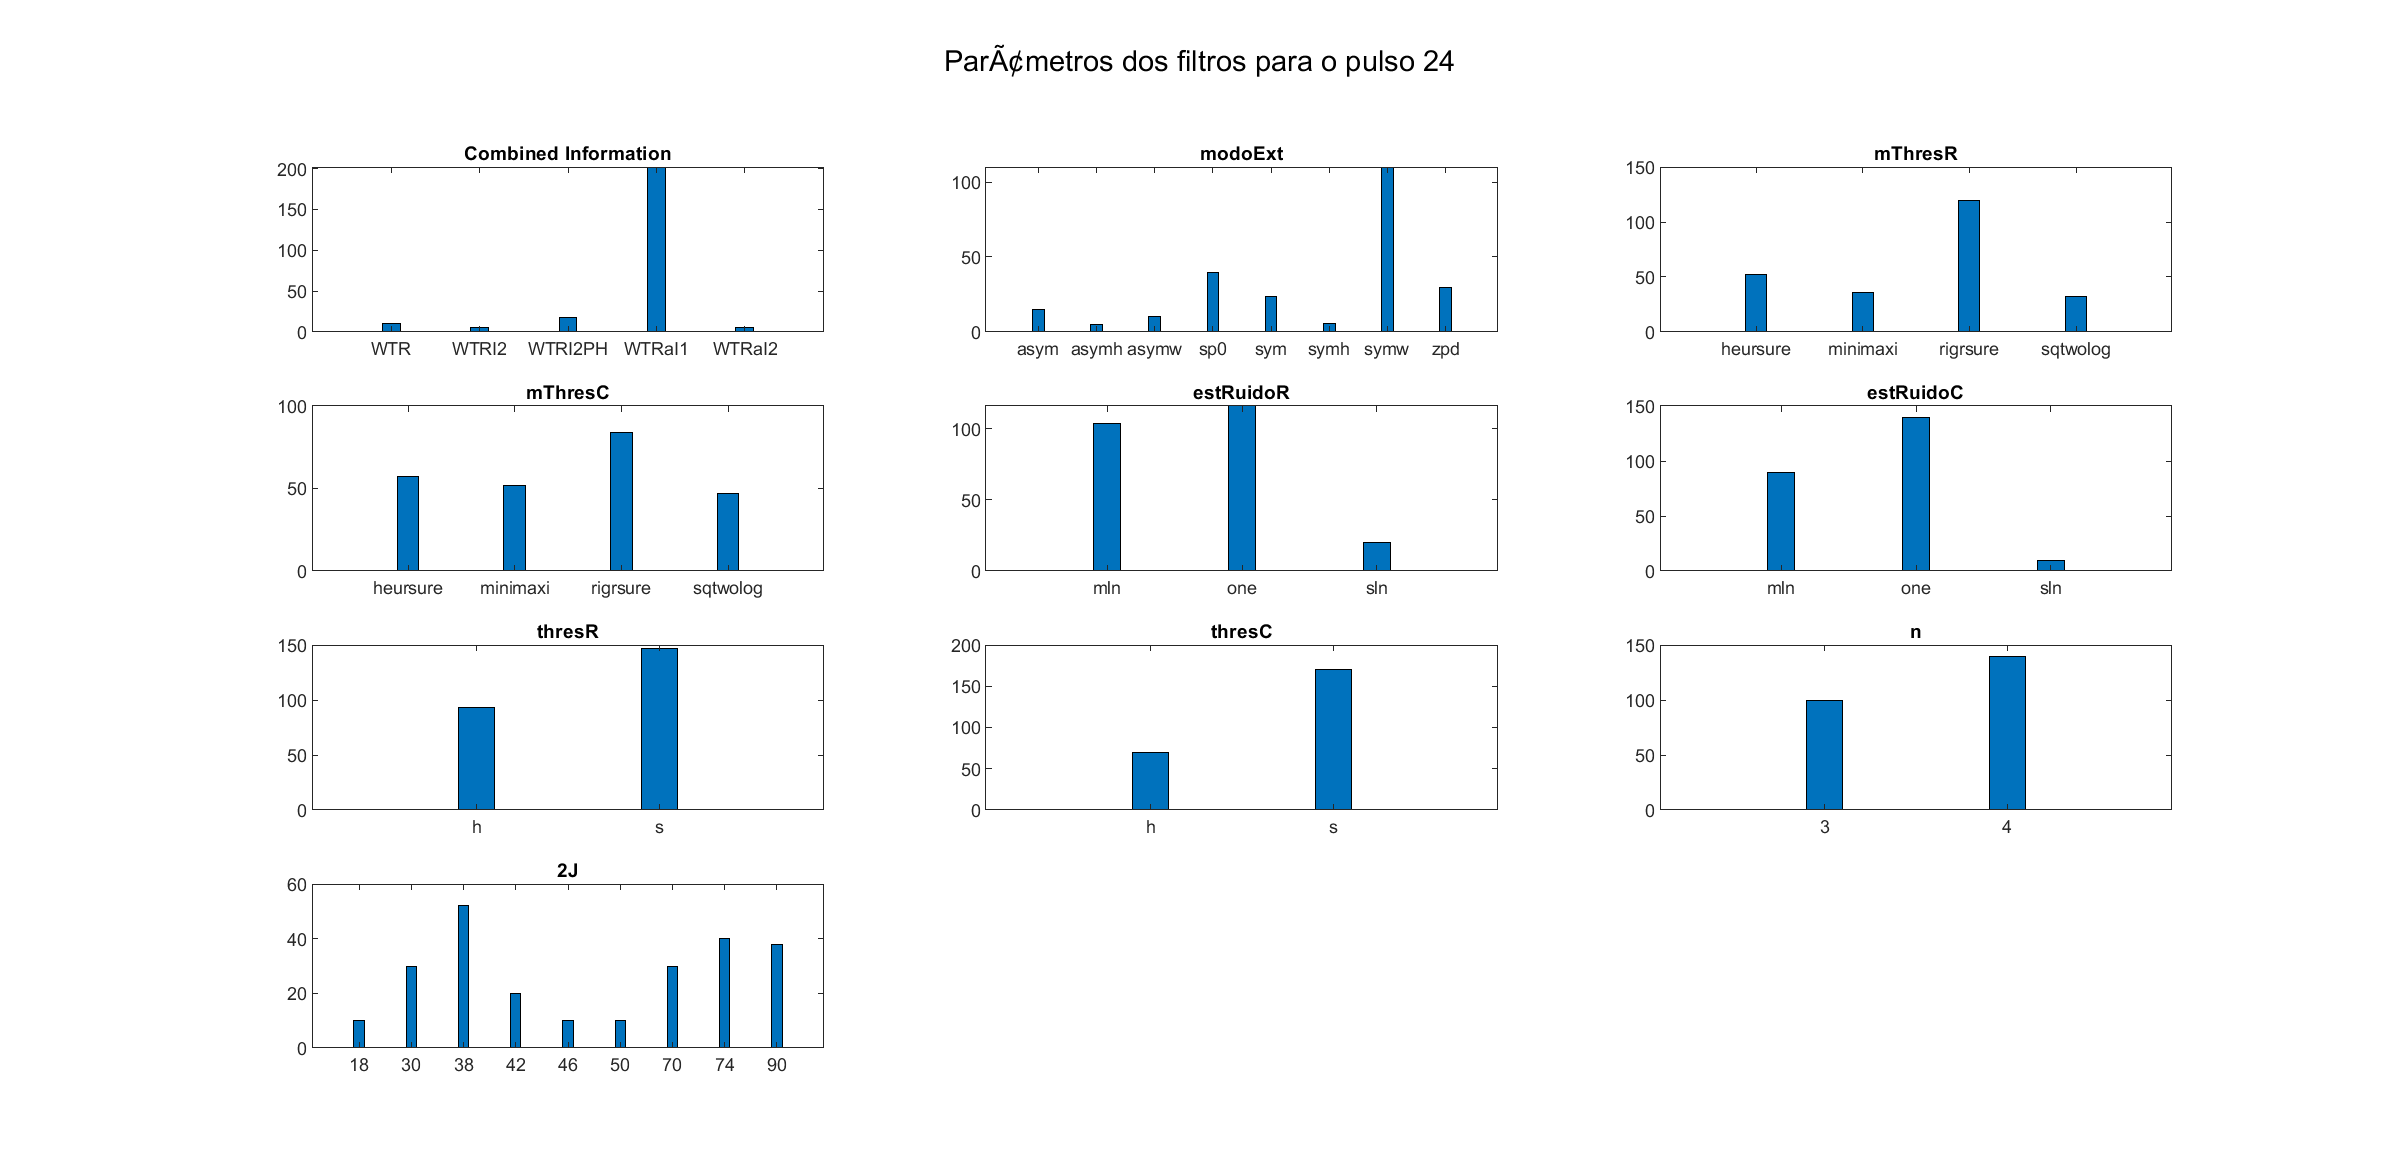 ParÃ¢metros dos filtros para o pulso 24
Combined Information
200
150
100
50
0
WTR WTRI2 WTRI2PH WTRaI1 WTRaI2
modoExt
100
50
0
asym asymh asymw sp0 sym symh symw zpd
mThresR
150
100
50
0
heursure minimaxi rigrsure sqtwolog
mThresC
100
50
0
heursure minimaxi rigrsure sqtwolog
estRuidoR
100
50
0
mln one sln
estRuidoC
150
100
50
0
mln one sln
thresR
150
100
50
0
h s
thresC
200
150
100
50
0
h s
n
150
100
50
0
3 4
2J
60
40
20
0
18 30 38 42 46 50 70 74 90